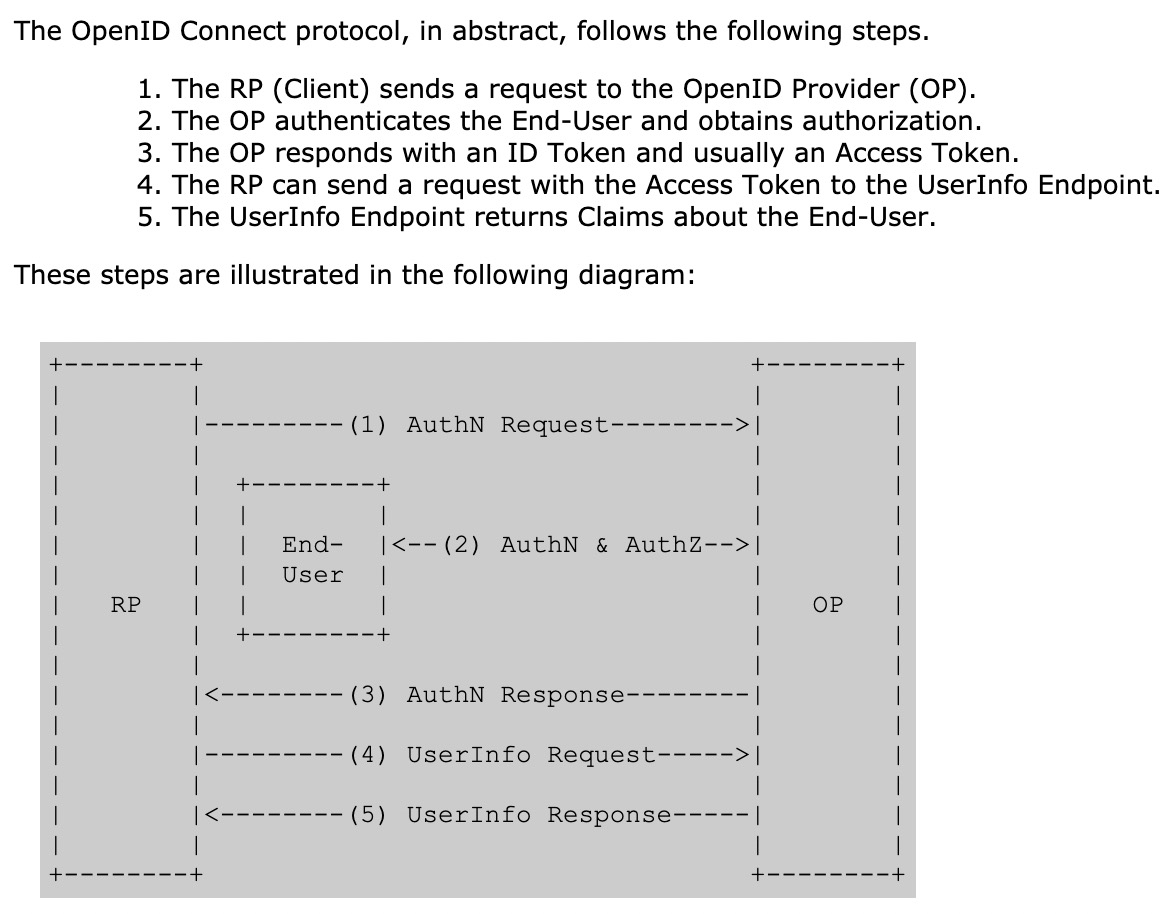 The OpenID Connect protocol, in abstract, follows the following steps.
1. The RP (Client) sends a request to the OpenID Provider (OP).
2. The OP authenticates the End-User and obtains authorization.
3. The OP responds with an ID Token and usually an Access Token.
4. The RP can send a request with the Access Token to the UserInfo Endpoint.
5. The UserInfo Endpoint returns Claims about the End-User.
These steps are illustrated in the following diagram:
+--------+                                   +--------+
|        |                                   |        |
|        |---------(1) AuthN Request-------->|        |
|        |                                   |        |
|        |  +--------+                       |        |
|        |  |        |                       |        |
|        |  |  End-  |<--(2) AuthN & AuthZ-->|        |
|        |  |  User  |                       |        |
|   RP   |  |        |                       |   OP   |
|        |  +--------+                       |        |
|        |                                   |        |
|        |<--------(3) AuthN Response--------|        |
|        |                                   |        |
|        |---------(4) UserInfo Request----->|        |
|        |                                   |        |
|        |<--------(5) UserInfo Response-----|        |
|        |                                   |        |
+--------+                                   +--------+